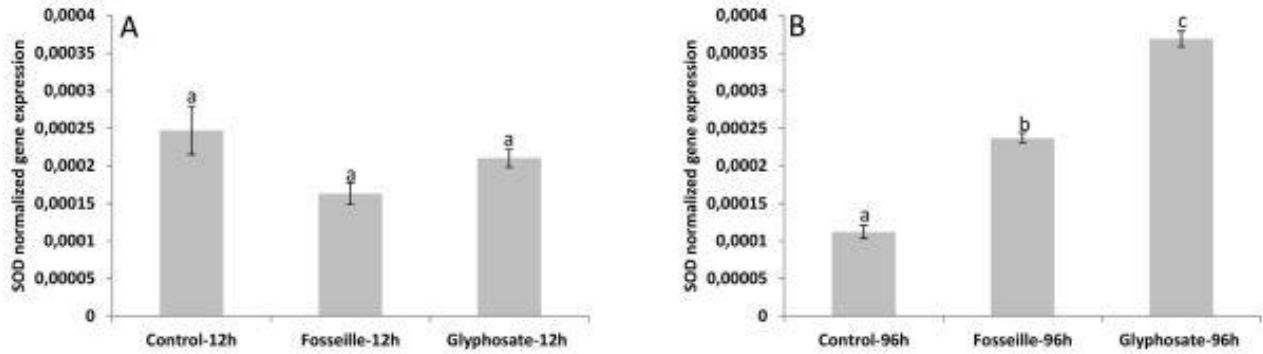 A
SOD normalized gene expression
0,0004
0,00035
0,0003
0,00025
0,0002
0,00015
0,0001
0,00005
0
a
a
a
Control-12h
Fosseille-12h
Glyphosate-12h
B
SOD normalized gene expression
0,0004
0,00035
0,0003
0,00025
0,0002
0,00015
0,0001
0,00005
0
a
b
c
Control-96h
Fosseille-96h
Glyphosate-96h